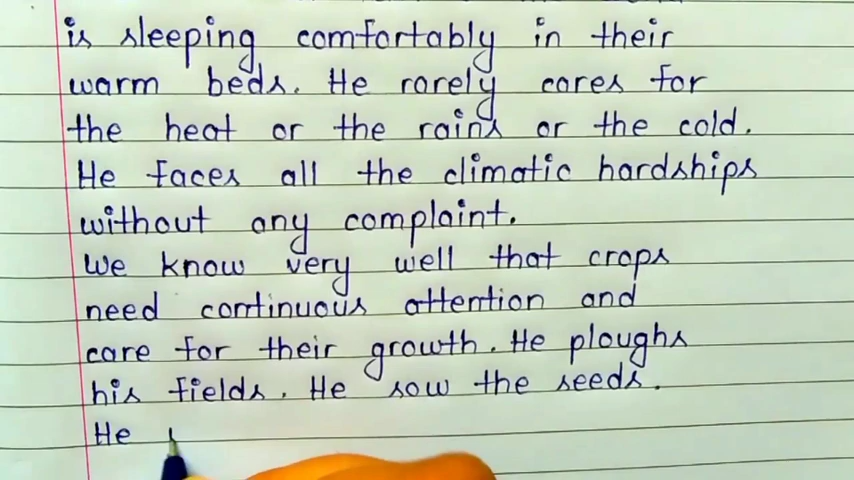 is sleeping comfortably in their
warm beds. He rarely cares for
the heat or the rains or the cold.
He faces all the climatic hardships
without any complaint.
We know very well that crops
need continuous attention and
care for their growth. He ploughs
his fields. He sow the seeds.
He